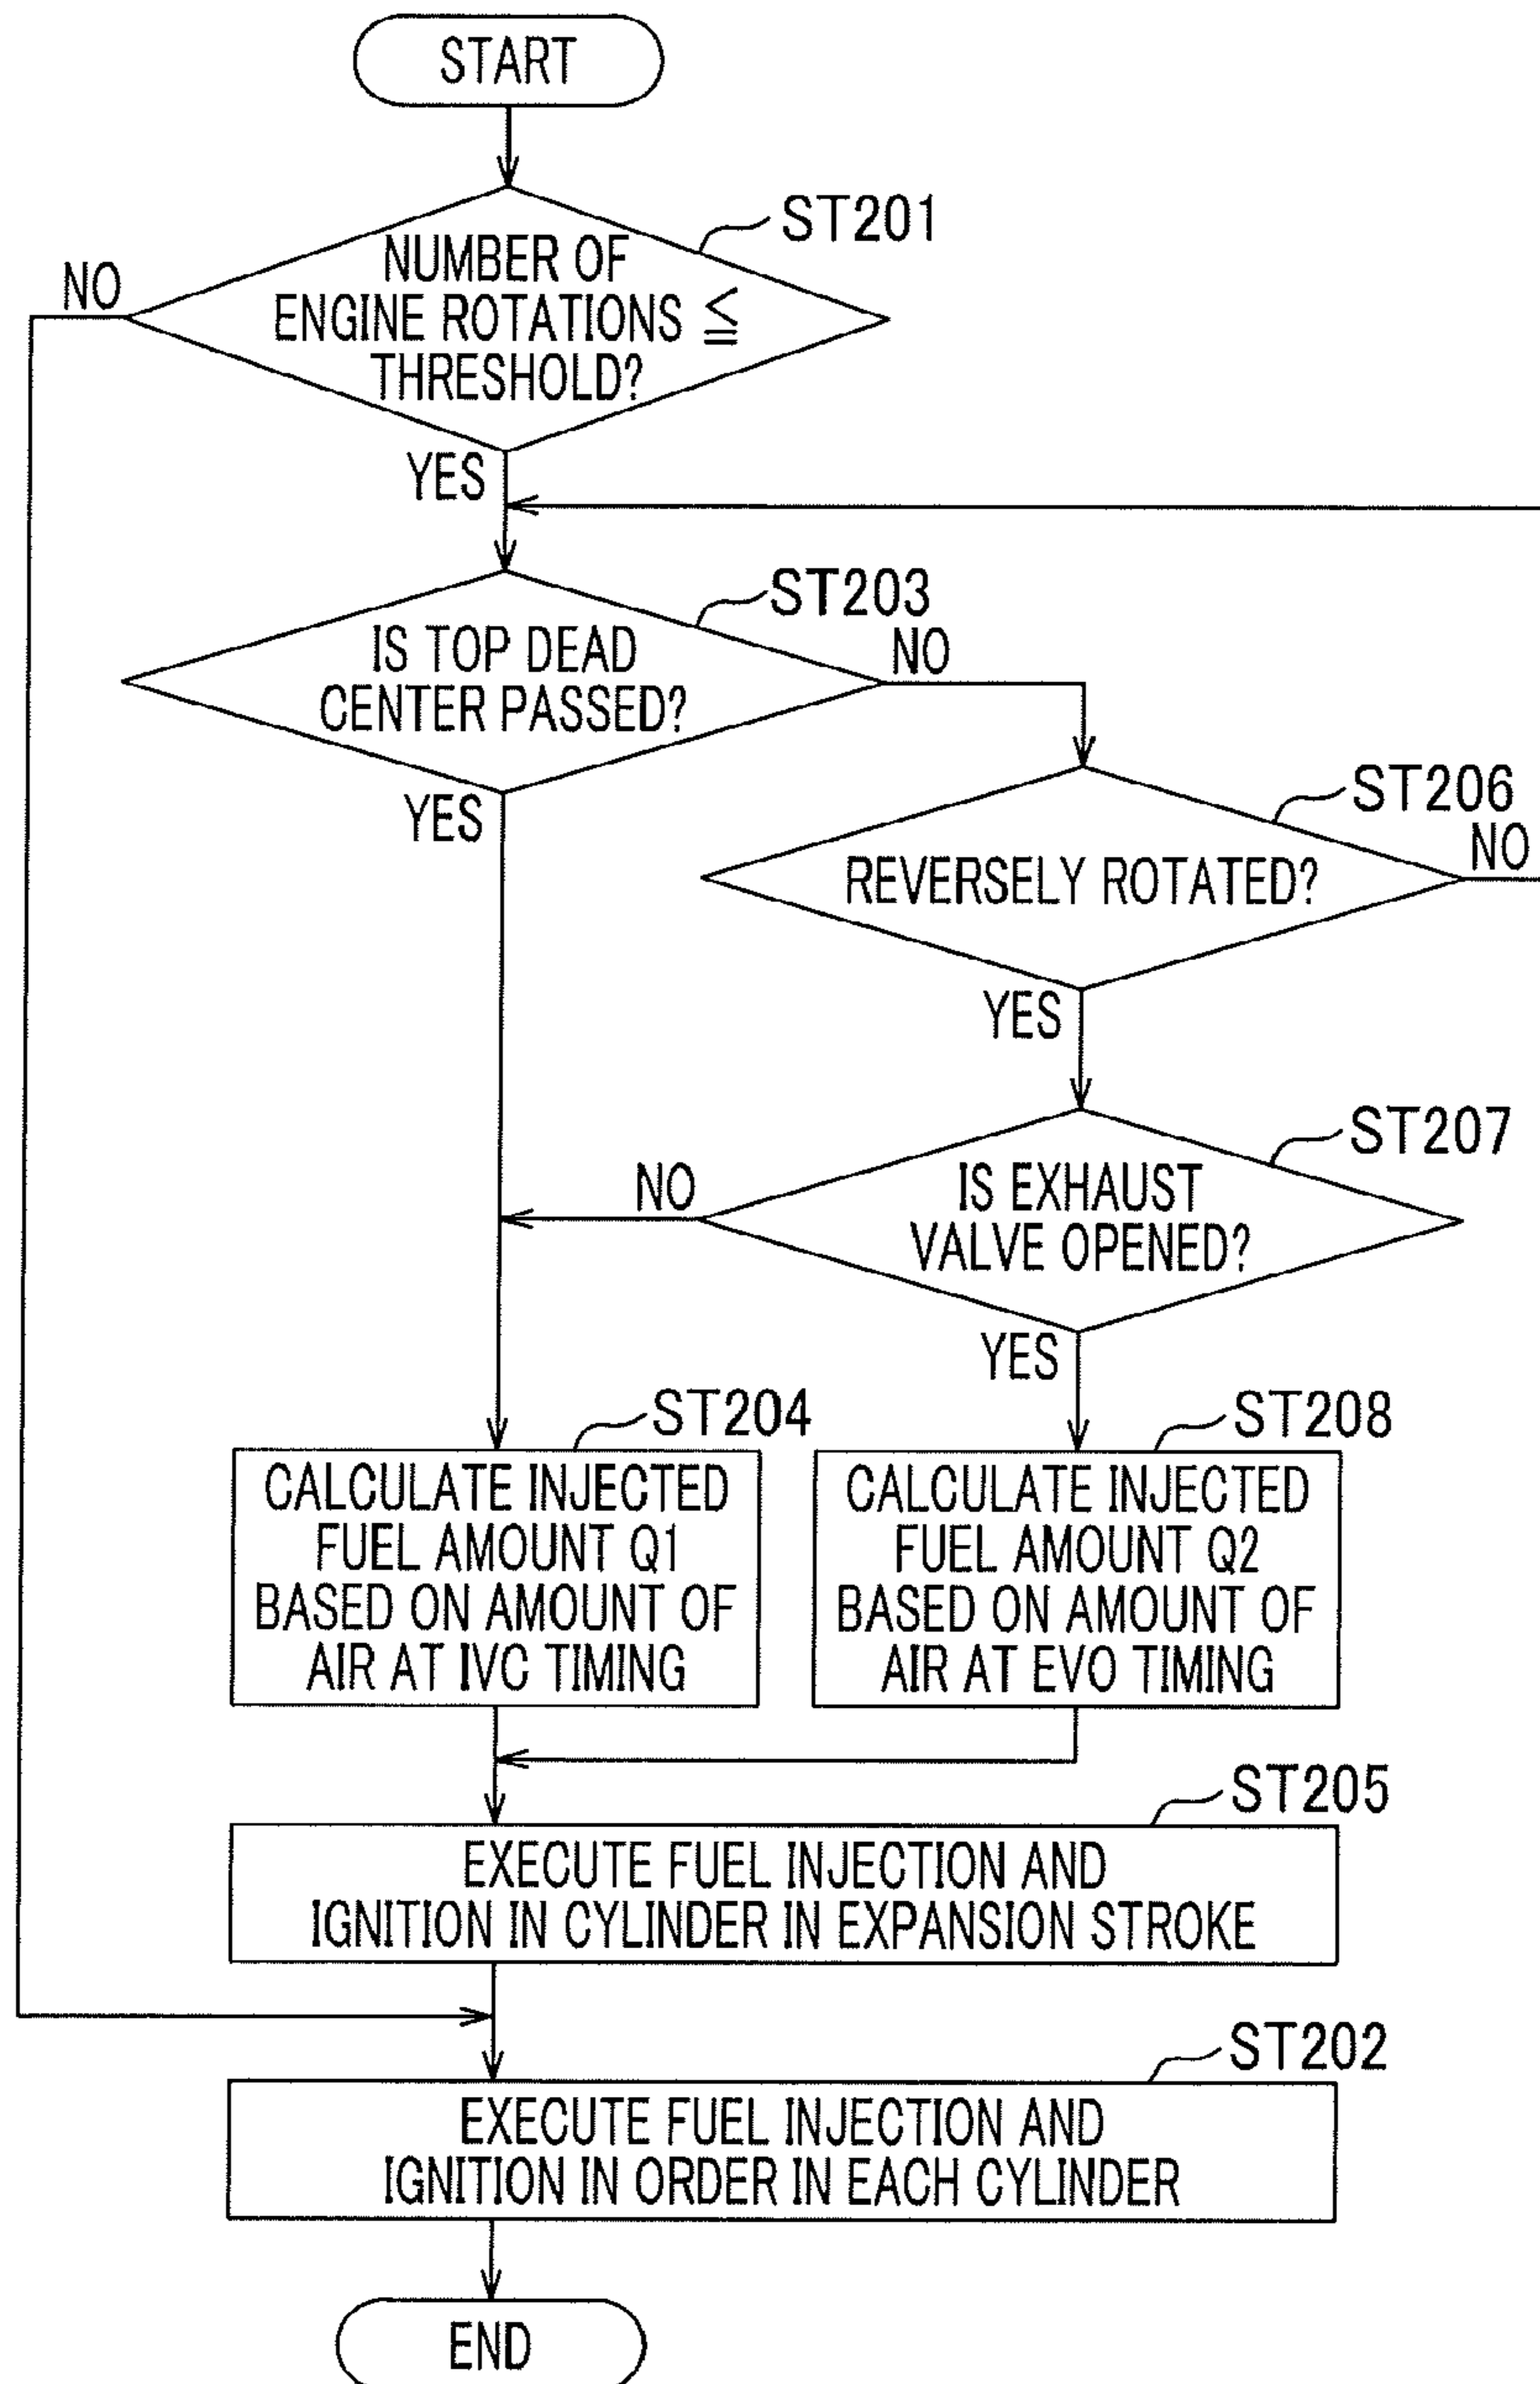 START
ST201
NUMBER OF
ENGINE ROTATIONS ≦
THRESHOLD?
NO
YES
ST203
IS TOP DEAD
CENTER PASSED?
NO
YES
ST206
REVERSELY ROTATED?
NO
YES
ST207
IS EXHAUST
VALVE OPENED?
NO
YES
ST204
CALCULATE INJECTED
FUEL AMOUNT Q1
BASED ON AMOUNT OF
AIR AT IVC TIMING
ST208
CALCULATE INJECTED
FUEL AMOUNT Q2
BASED ON AMOUNT OF
AIR AT EVO TIMING
ST205
EXECUTE FUEL INJECTION AND
IGNITION IN CYLINDER IN EXPANSION STROKE
ST202
EXECUTE FUEL INJECTION AND
IGNITION IN ORDER IN EACH CYLINDER
END